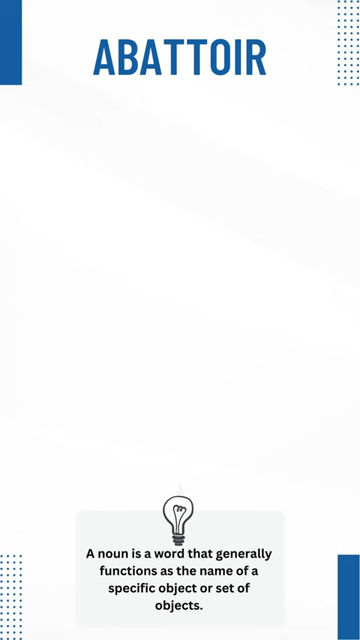 ABATTOIR
A noun is a word that generally
functions as the name of a
specific object or set of
objects.